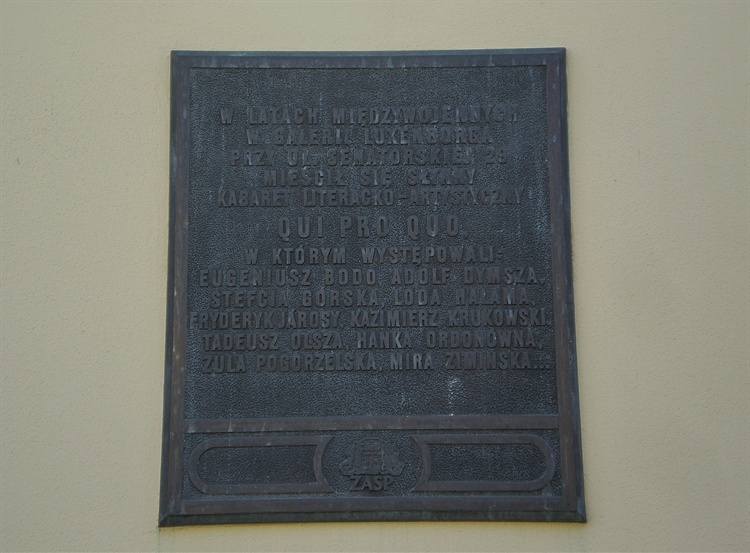 W LATACH MIĘDZYWOJENNYCH
W GALERII LUXENBURGA
PRZY UL. SENATORSKIEJ 29
MIEŚCIŁ SIĘ SŁYNNY
KABARET LITERACKO-ARTYSTYCZNY
QUI PRO QUO,
W KTÓRYM WYSTĘPOWALI:
EUGENIUSZ BODO ADOLF DYMSZA,
STEFCIA GÓRSKA, LODA HALAMA,
FRYDERYK JAROSY, KAZIMIERZ KRUKOWSKI,
TADEUSZ OLSZA, HANKA ORDONÓWNA,
ZULA POGORZELSKA, MIRA ZIMIŃSKA...
ZASP